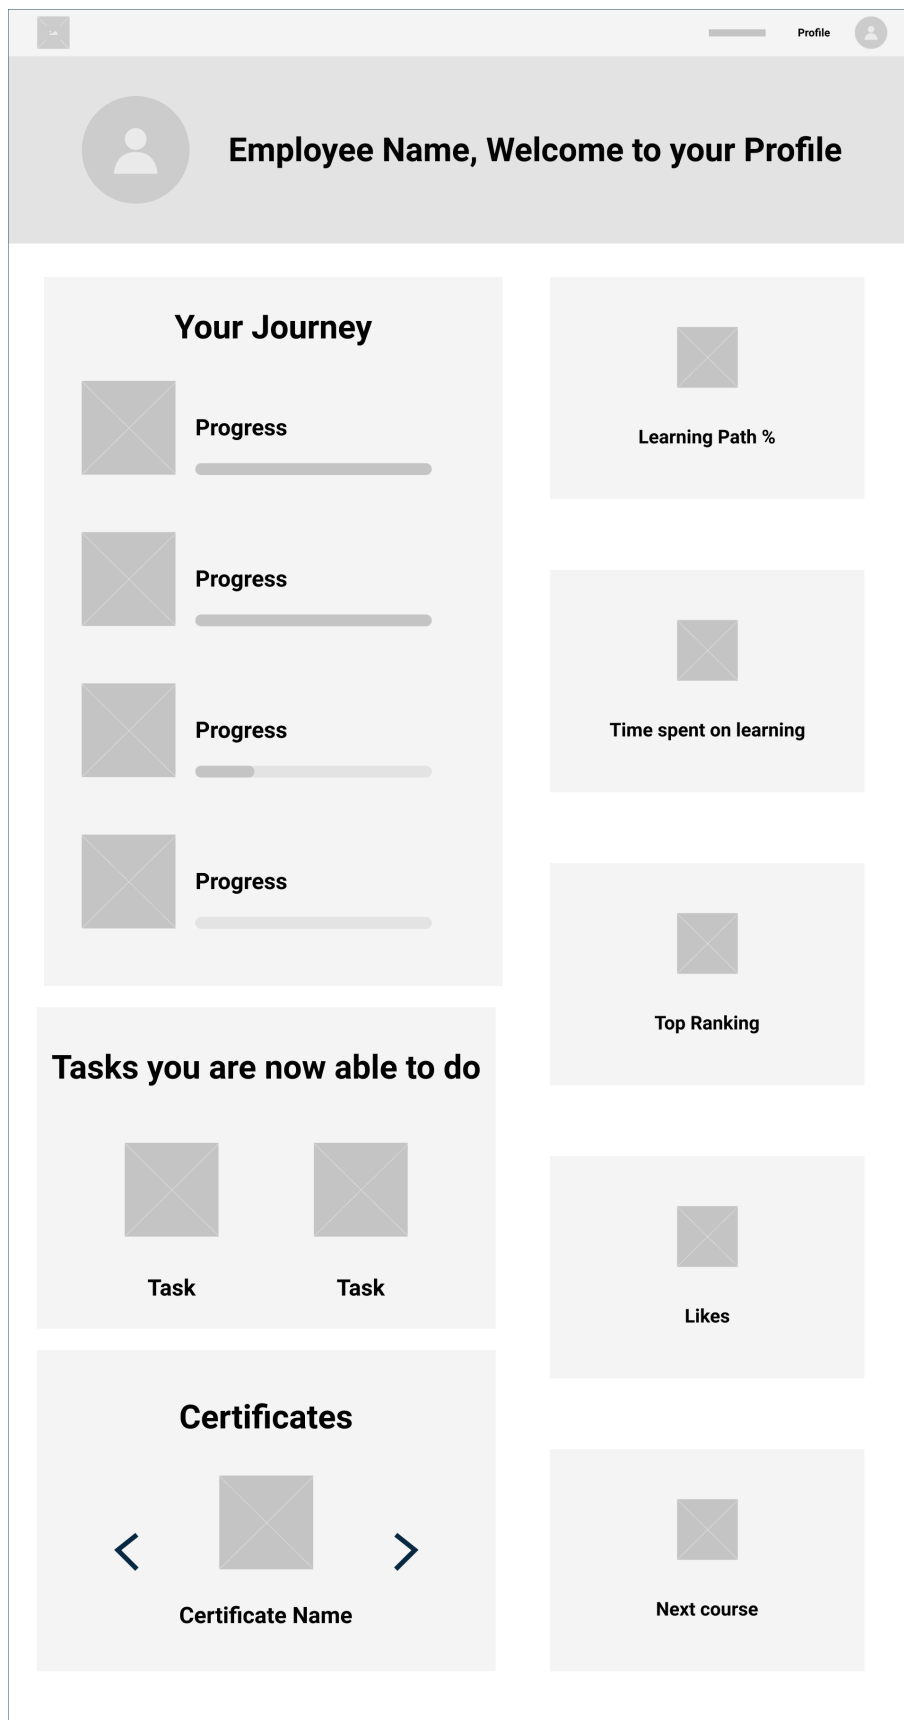 Profile
Employee Name, Welcome to your Profile
Your Journey
Progress
Progress
Progress
Progress
Tasks you are now able to do
Task
Task
Certificates
Certificate Name
Learning Path %
Time spent on learning
Top Ranking
Likes
Next course